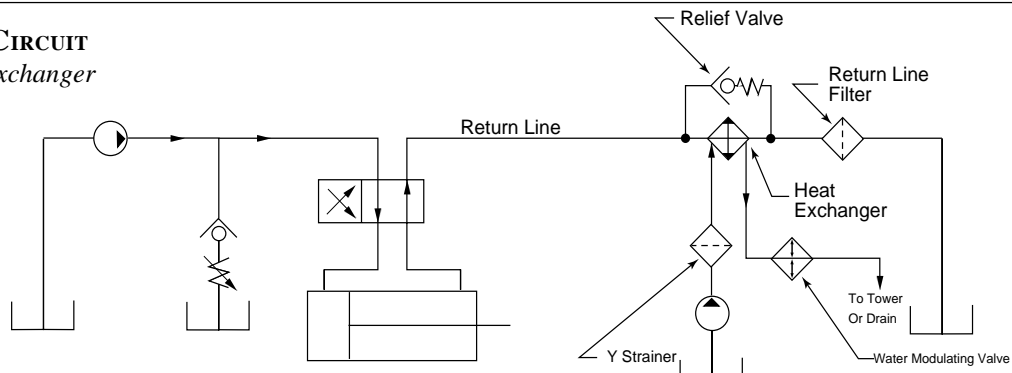 CIRCUIT
xchanger
Relief Valve
Return Line
Filter
Return Line
Heat
Exchanger
To Tower
Or Drain
Y Strainer
Water Modulating Valve